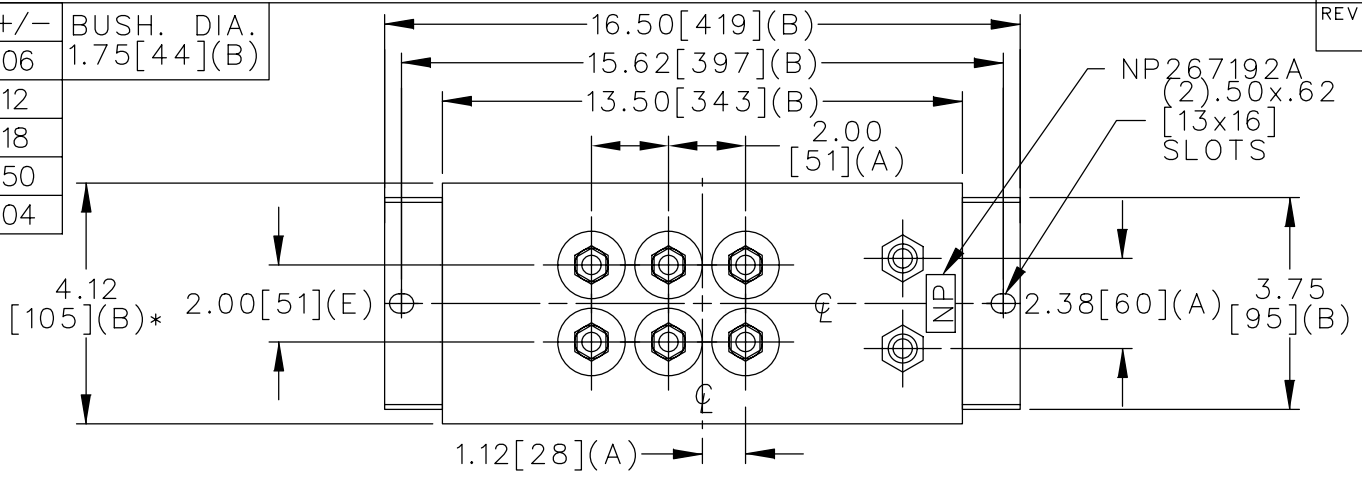 +/-
06
12
18
50
04
BUSH. DIA.
1.75[44](B)
16.50[419](B)
15.62[397](B)
13.50[343](B)
2.00
[51](A)
REV
NP267192A
(2).50x.62
[13x16]
SLOTS
4.12
[105](B)*
2.00[51](E)
NP
2.38[60](A)
3.75
[95](B)
℄
℄
1.12[28](A)